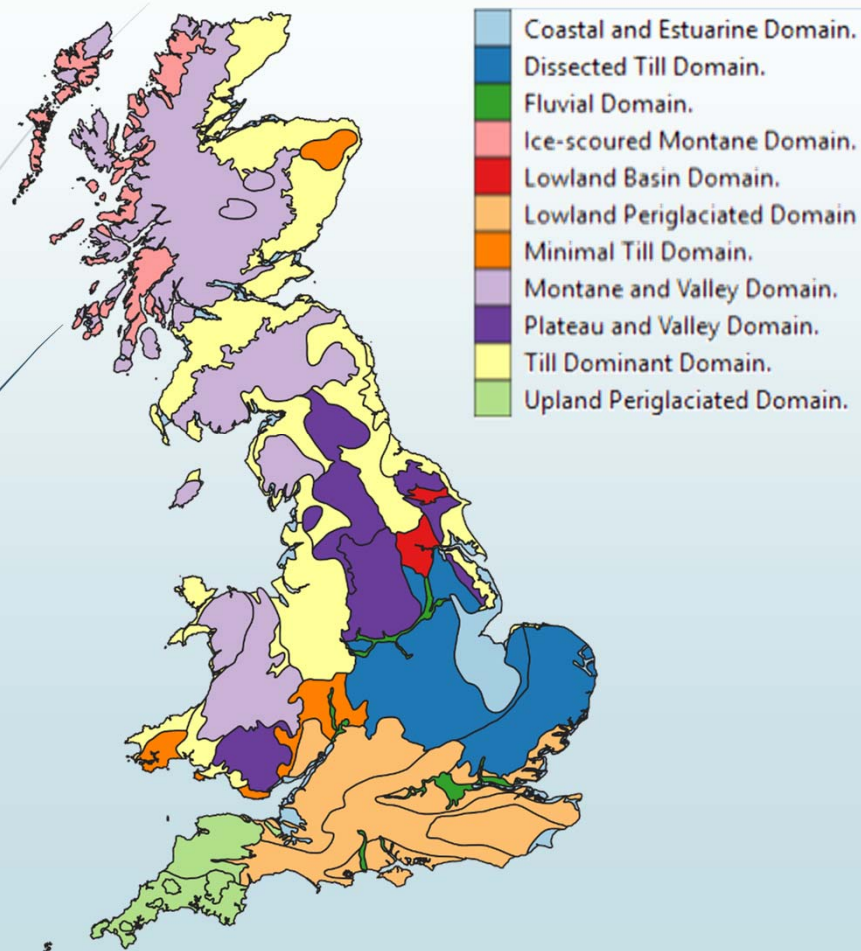 Coastal and Estuarine Domain.
Dissected Till Domain.
Fluvial Domain.
Ice-scoured Montane Domain.
Lowland Basin Domain.
Lowland Periglaciated Domain
Minimal Till Domain.
Montane and Valley Domain.
Plateau and Valley Domain.
Till Dominant Domain.
Upland Periglaciated Domain.